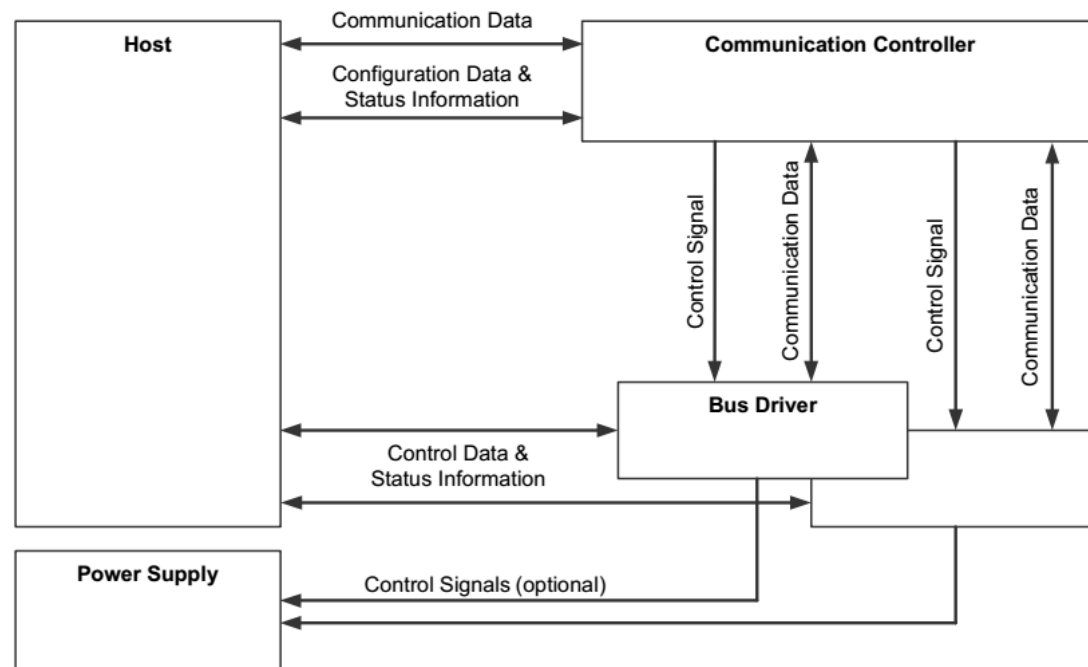 Communication Data
Host
Communication Controller
Configuration Data &
Status Information
Control Signal
Communication Data
Control Signal
Communication Data
Bus Driver
Control Data &
Status Information
Power Supply
Control Signals (optional)